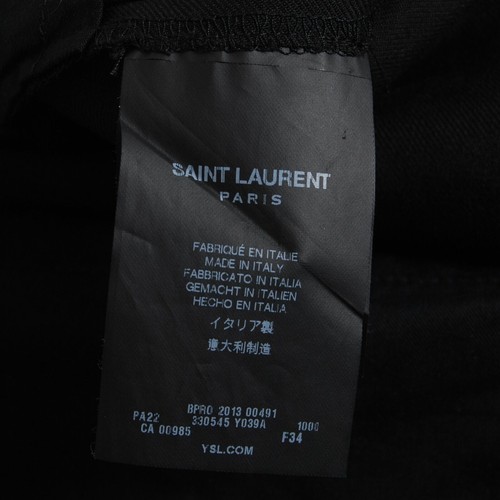 SAINT LAURENT
PARIS
FABRIQUÉ EN ITALIE
MADE IN ITALY
FABBRICATO IN ITALIA
GEMACHT IN ITALIEN
HECHO EN ITALIA
イタリア製
意大利制造
BPRO 2013 00491
PA22 330545 Y039A 1000
CA 00985 F34
YSL.COM